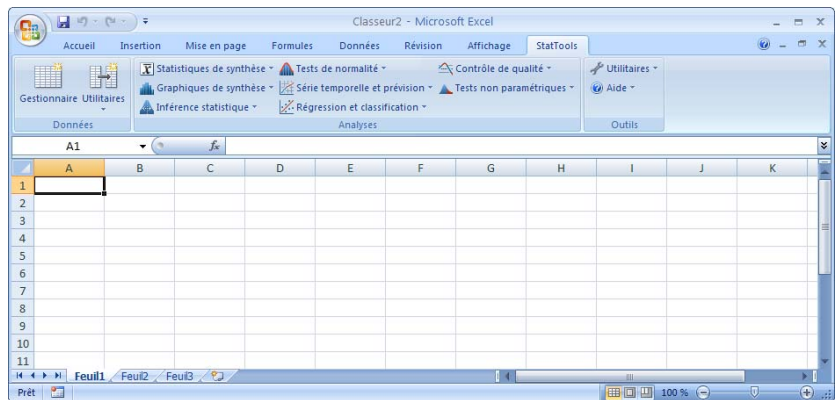 Classeur2 - Microsoft Excel
Accueil Insertion Mise en page Formules Données Révision Affichage StatTools
Gestionnaire Utilitaires
Données
Statistiques de synthèse Tests de normalité Contrôle de qualité
Graphiques de synthèse Série temporelle et prévision Tests non paramétriques
Inférence statistique Régression et classification
Analyses
Utilitaires
Aide
Outils
A1 fx
A B C D E F G H I J K
1
2
3
4
5
6
7
8
9
10
11
Feuil1 Feuil2 Feuil3
Prêt 100 %